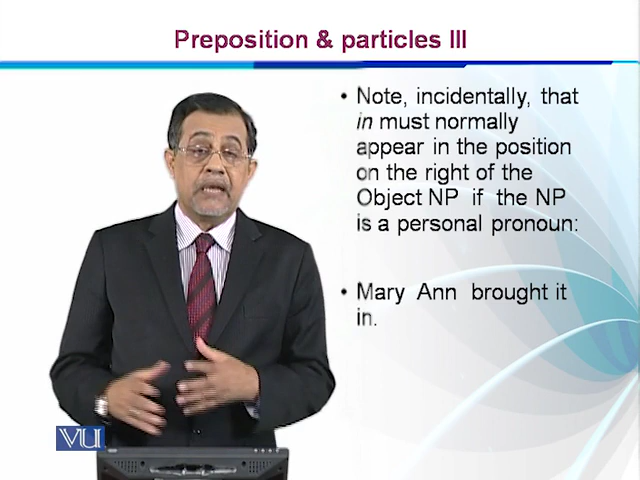 Preposition & particles III
• Note, incidentally, that
in must normally
appear in the position
on the right of the
Object NP if the NP
is a personal pronoun:
• Mary Ann brought it
in.
VU